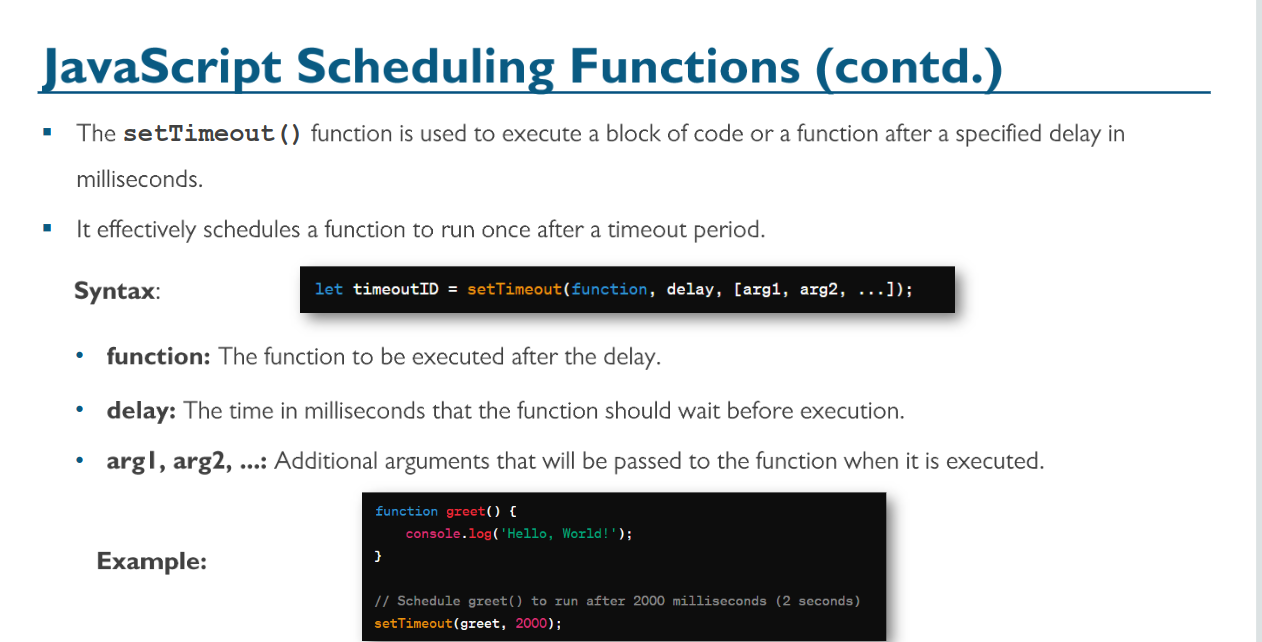 JavaScript Scheduling Functions (contd.)
▪ The setTimeout() function is used to execute a block of code or a function after a specified delay in
milliseconds.
▪ It effectively schedules a function to run once after a timeout period.
Syntax:
let timeoutID = setTimeout(function, delay, [arg1, arg2, ...]);
• function: The function to be executed after the delay.
• delay: The time in milliseconds that the function should wait before execution.
• arg1, arg2, ...: Additional arguments that will be passed to the function when it is executed.
Example:
function greet() {
    console.log('Hello, World!');
}
// Schedule greet() to run after 2000 milliseconds (2 seconds)
setTimeout(greet, 2000);